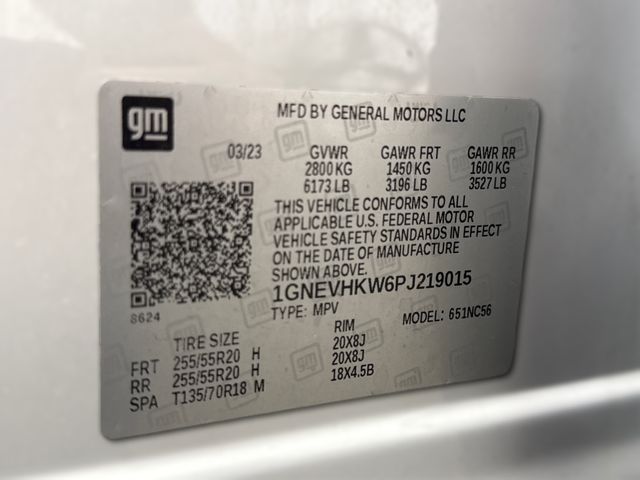 gm
MFD BY GENERAL MOTORS LLC
03/23 GVWR GAWR FRT GAWR RR
2800 KG 1450 KG 1600 KG
6173 LB 3196 LB 3527 LB
THIS VEHICLE CONFORMS TO ALL
APPLICABLE U.S. FEDERAL MOTOR
VEHICLE SAFETY STANDARDS IN EFFECT
ON THE DATE OF MANUFACTURE
SHOWN ABOVE.
1GNEVHKW6PJ219015
8624
TYPE: MPV MODEL: 651NC56
TIRE SIZE RIM
FRT 255/55R20 H 20X8J
RR 255/55R20 H 20X8J
SPA T135/70R18 M 18X4.5B